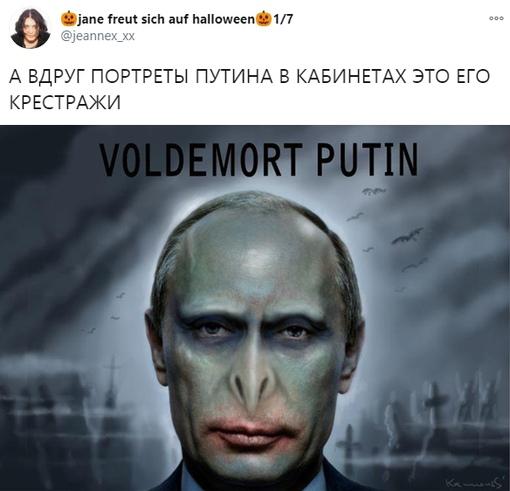 🎃jane freut sich auf halloween🎃1/7
@jeannex_xx
А ВДРУГ ПОРТРЕТЫ ПУТИНА В КАБИНЕТАХ ЭТО ЕГО
КРЕСТРАЖИ
VOLDEMORT PUTIN